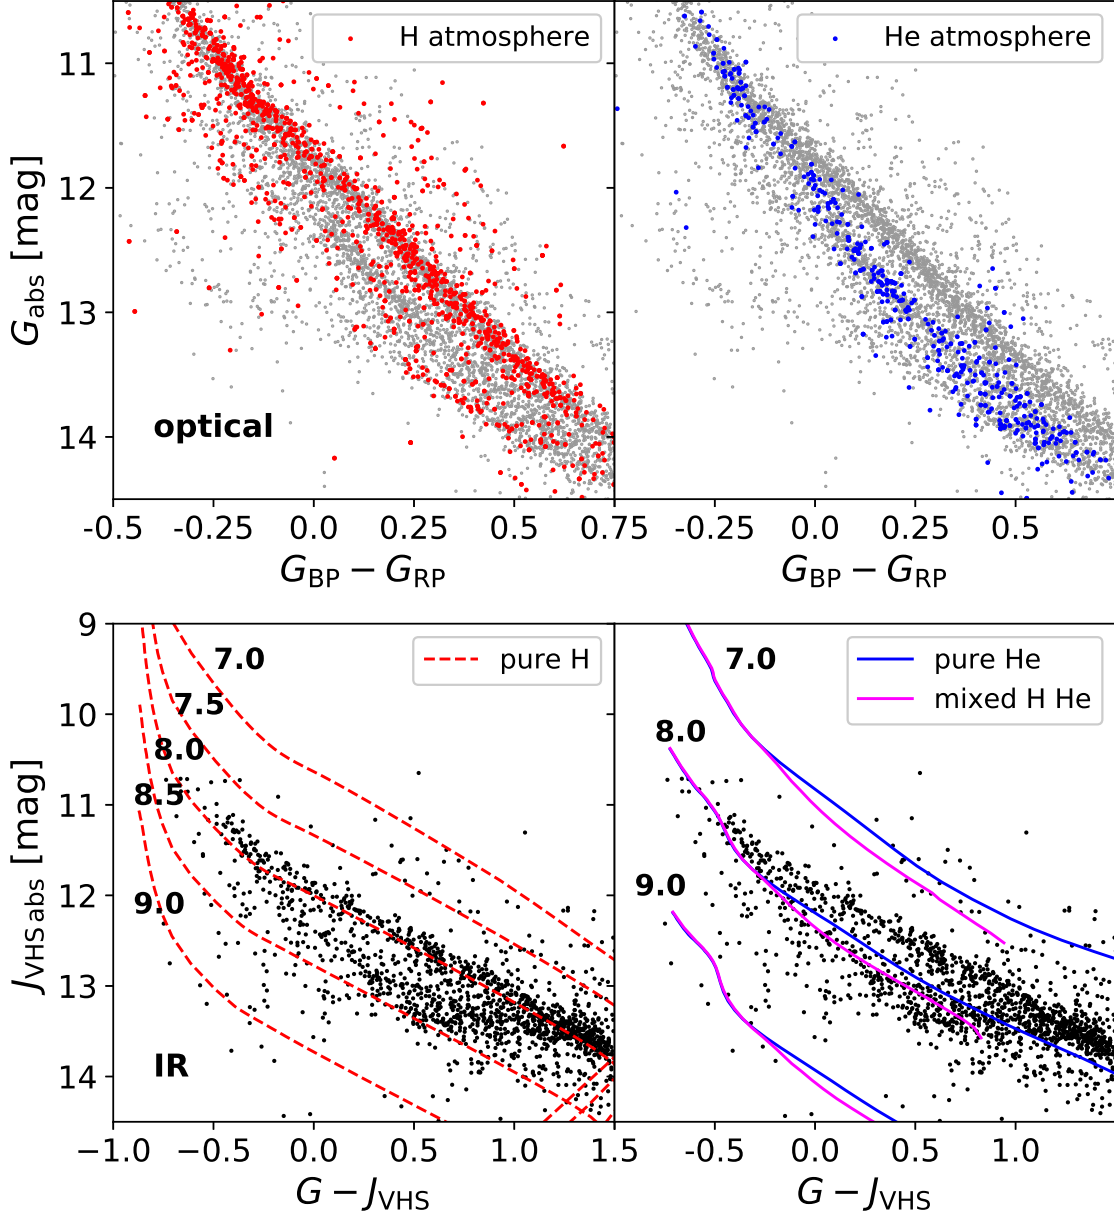 H atmosphere
He atmosphere
11
12
13
14
G_abs [mag]
optical
-0.5 -0.25 0.0 0.25 0.5 0.75 -0.25 0.0 0.25 0.5
G_BP − G_RP
G_BP − G_RP
9
10
11
12
13
14
J_VHS abs [mag]
pure H
7.0
7.5
8.0
8.5
9.0
IR
pure He
mixed H He
7.0
8.0
9.0
−1.0 -0.5 0.0 0.5 1.0 1.5 -0.5 0.0 0.5 1.0
G − J_VHS
G − J_VHS